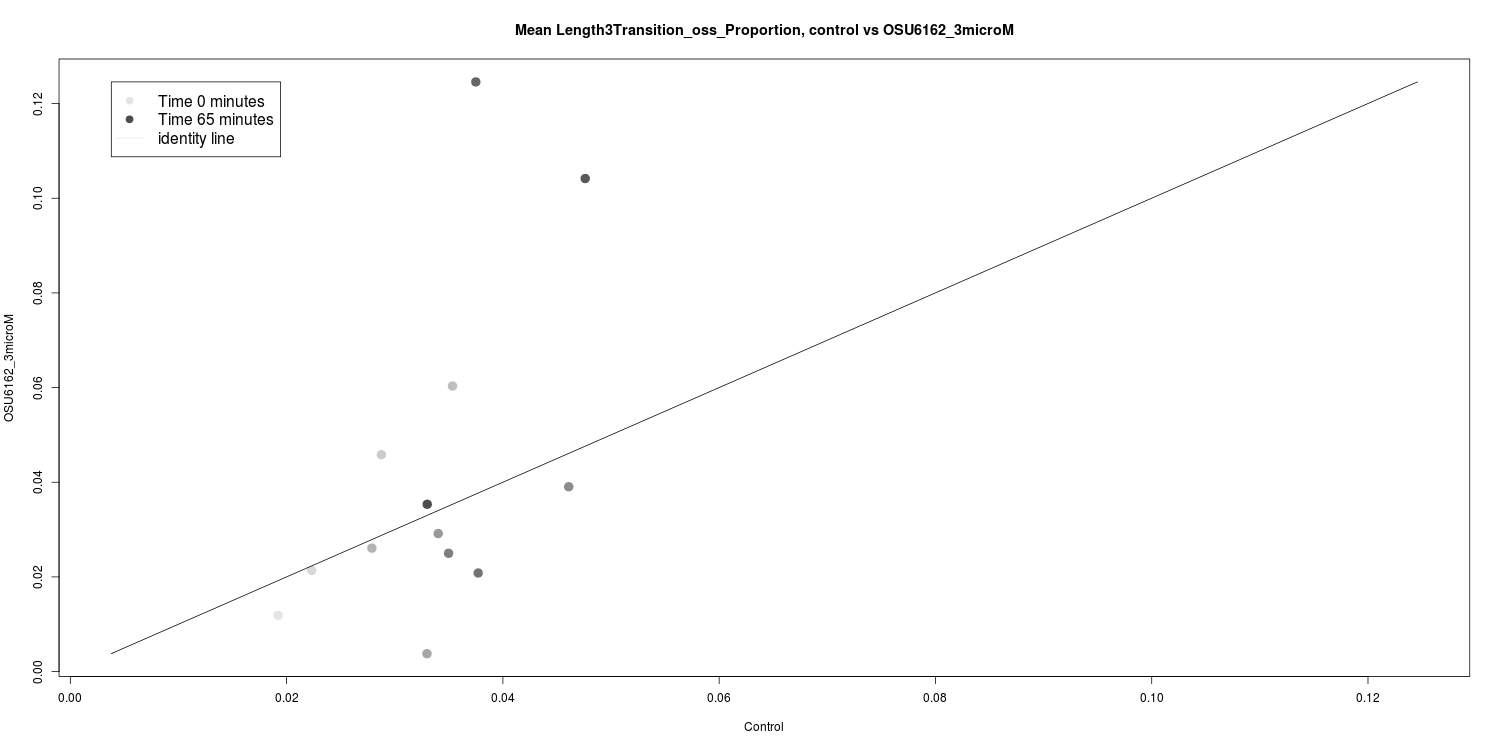 Mean Length3Transition_oss_Proportion, control vs OSU6162_3microM
Time 0 minutes
Time 65 minutes
identity line
0.12
0.10
0.08
0.06
0.04
0.02
0.00
OSU6162_3microM
0.00 0.02 0.04 0.06 0.08 0.10 0.12
Control